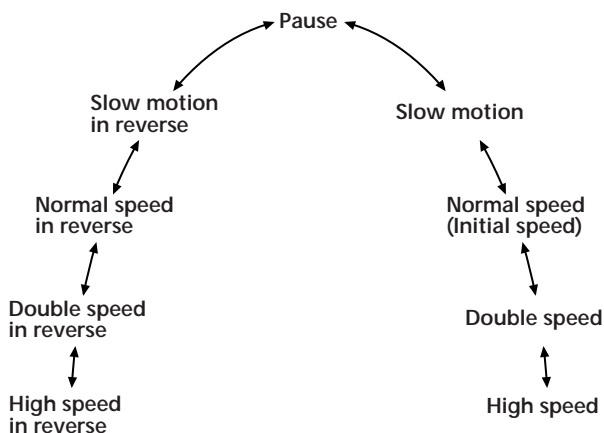 Pause
Slow motion
in reverse
Slow motion
Normal speed
in reverse
Normal speed
(Initial speed)
Double speed
in reverse
Double speed
High speed
in reverse
High speed